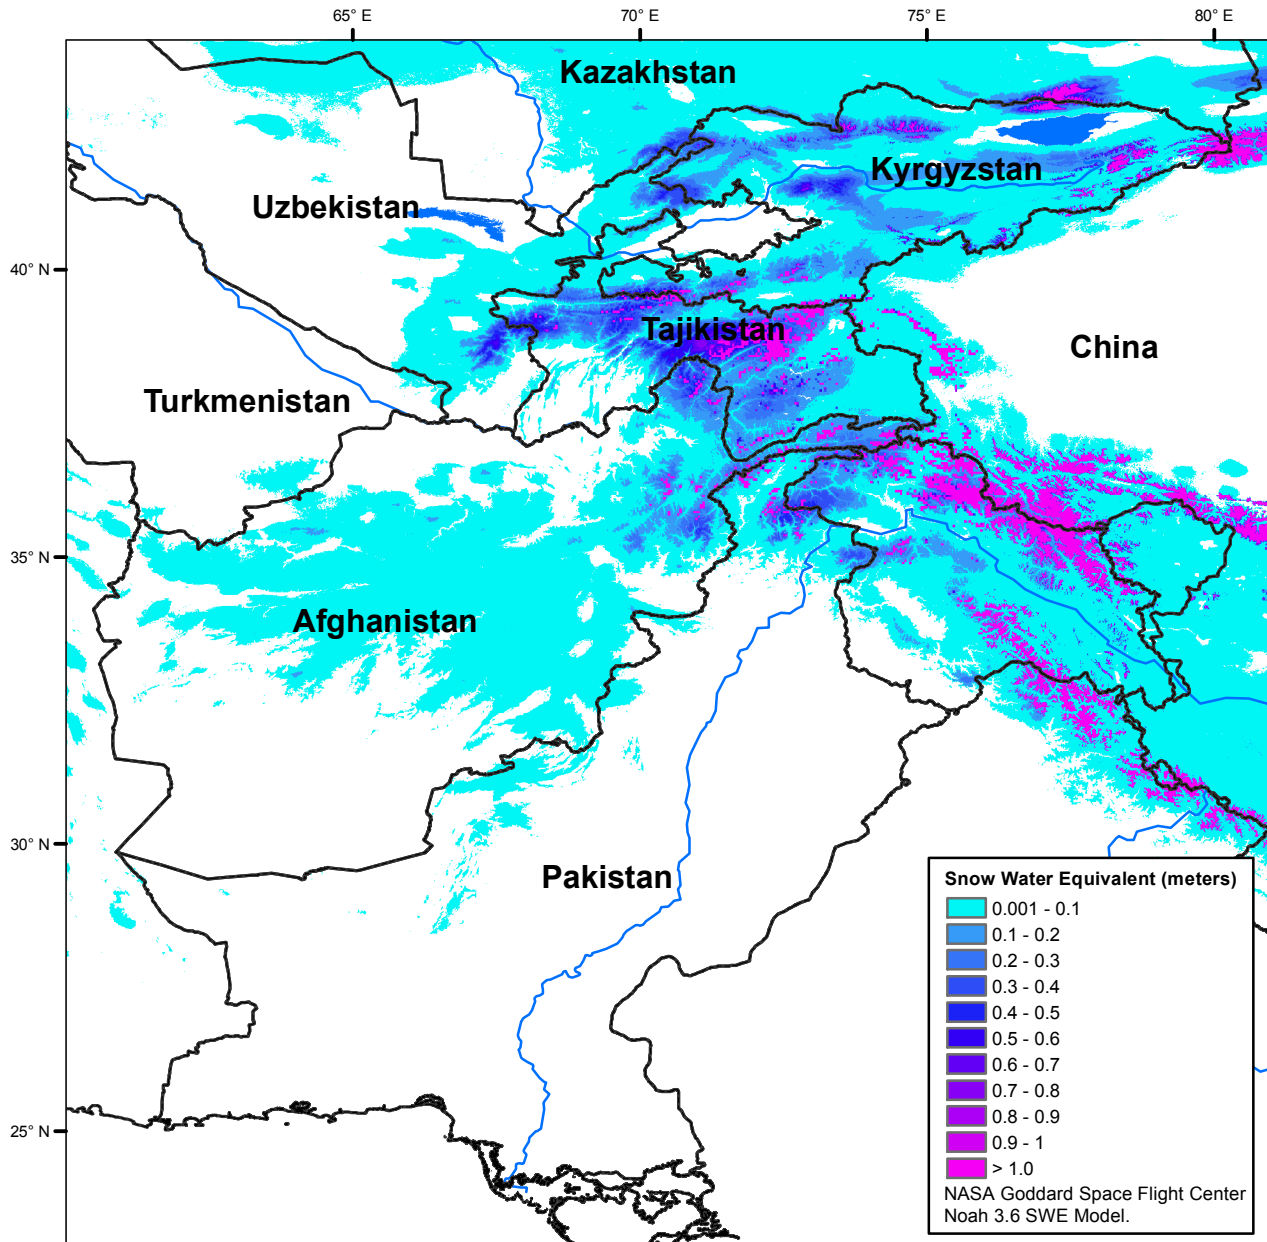 65° E
70° E
75° E
80° E
Kazakhstan
Kyrgyzstan
Uzbekistan
40° N
Tajikistan
China
Turkmenistan
35° N
Afghanistan
30° N
Pakistan
25° N
Snow Water Equivalent (meters)
0.001 - 0.1
0.1 - 0.2
0.2 - 0.3
0.3 - 0.4
0.4 - 0.5
0.5 - 0.6
0.6 - 0.7
0.7 - 0.8
0.8 - 0.9
0.9 - 1
> 1.0
NASA Goddard Space Flight Center
Noah 3.6 SWE Model.